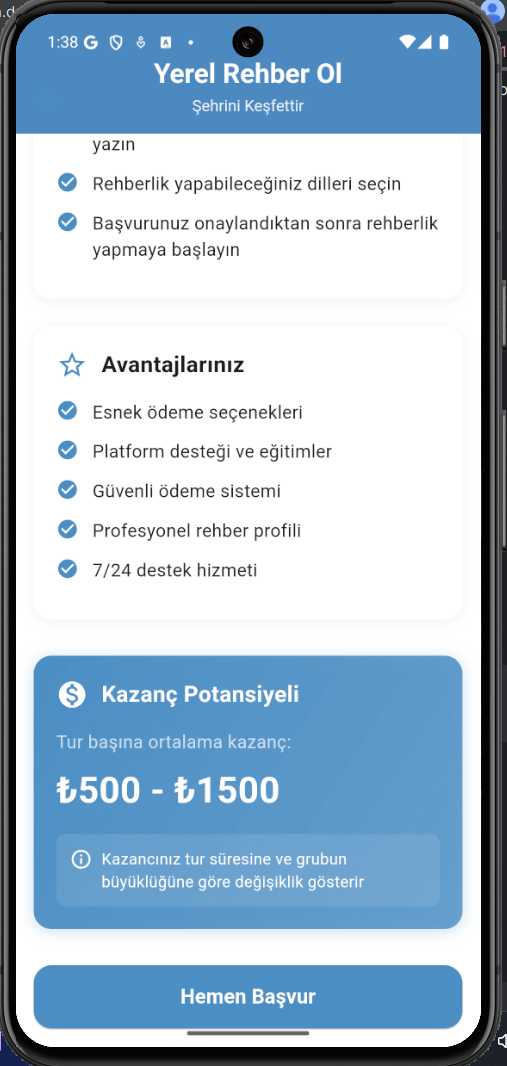 1:38
Yerel Rehber Ol
Şehrini Keşfettir
yazın
Rehberlik yapabileceğiniz dilleri seçin
Başvurunuz onaylandıktan sonra rehberlik
yapmaya başlayın
Avantajlarınız
Esnek ödeme seçenekleri
Platform desteği ve eğitimler
Güvenli ödeme sistemi
Profesyonel rehber profili
7/24 destek hizmeti
Kazanç Potansiyeli
Tur başına ortalama kazanç:
₺500 - ₺1500
Kazancınız tur süresine ve grubun
büyüklüğüne göre değişiklik gösterir
Hemen Başvur